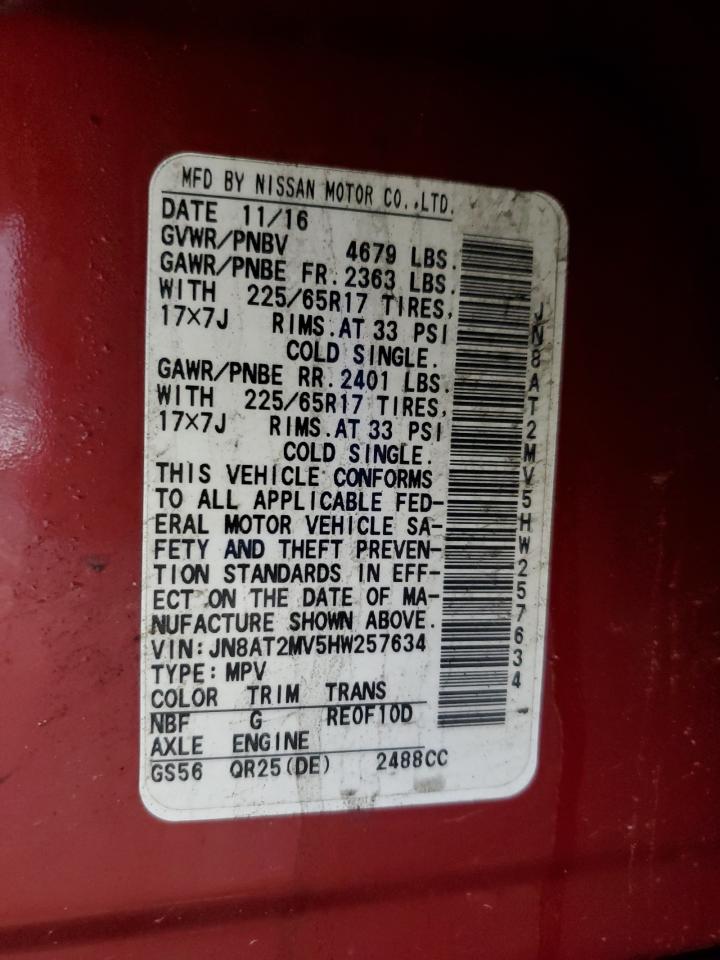 MFD BY NISSAN MOTOR CO.,LTD.
DATE 11/16
GVWR/PNBV 4679 LBS.
GAWR/PNBE FR. 2363 LBS.
WITH 225/65R17 TIRES,
17×7J RIMS. AT 33 PSI
COLD SINGLE.
GAWR/PNBE RR. 2401 LBS.
WITH 225/65R17 TIRES,
17×7J RIMS. AT 33 PSI
COLD SINGLE.
THIS VEHICLE CONFORMS
TO ALL APPLICABLE FED-
ERAL MOTOR VEHICLE SA-
FETY AND THEFT PREVEN-
TION STANDARDS IN EFF-
ECT ON THE DATE OF MA-
NUFACTURE SHOWN ABOVE.
VIN: JN8AT2MV5HW257634
TYPE: MPV
COLOR TRIM TRANS
NBF G RE0F10D
AXLE ENGINE
GS56 QR25(DE) 2488CC
JN8AT2MV5HW257634